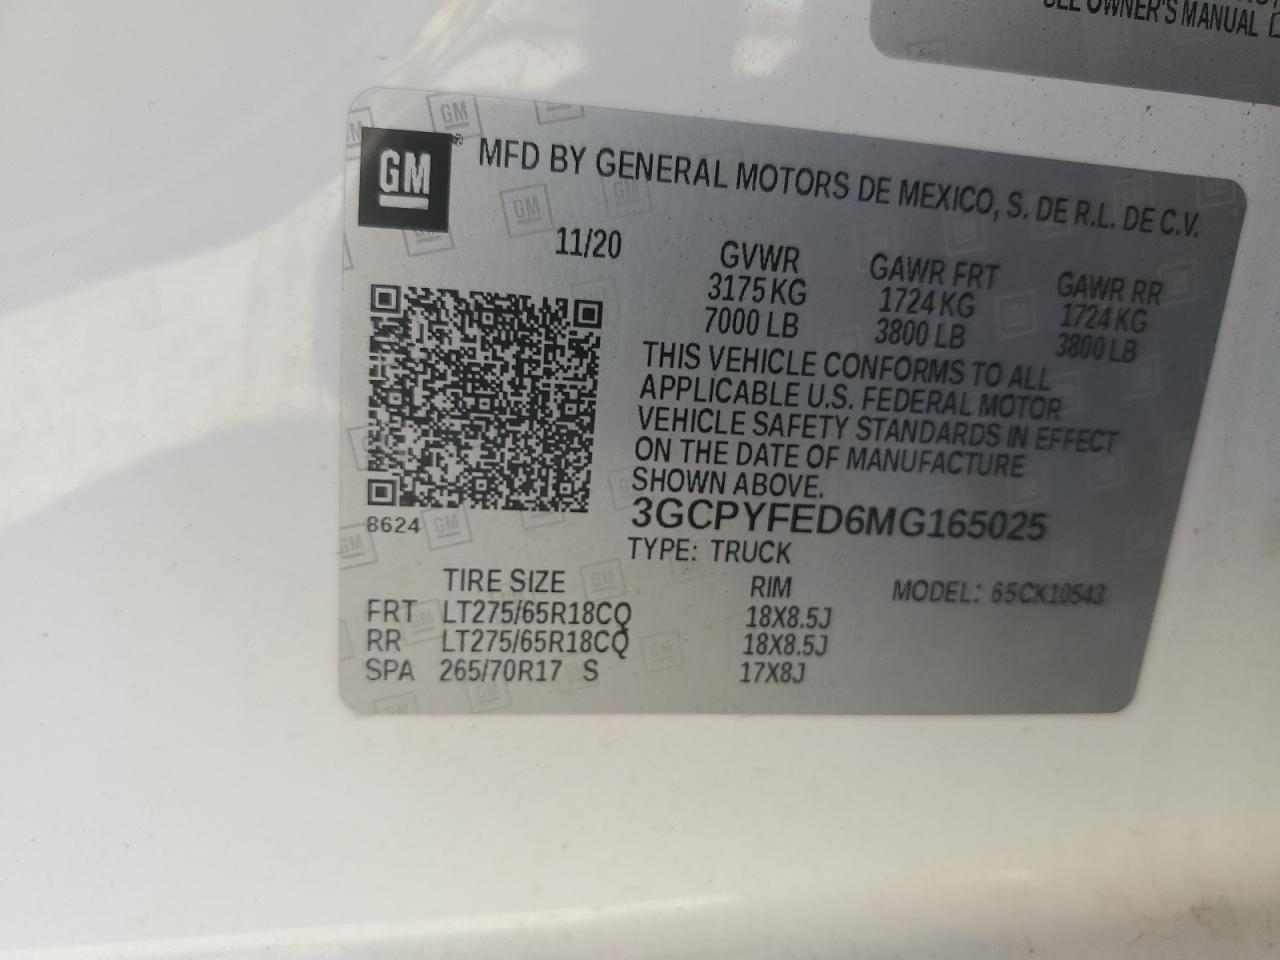 SEE OWNER'S MANUAL
GM® MFD BY GENERAL MOTORS DE MEXICO, S. DE R.L. DE C.V.
11/20 GVWR GAWR FRT GAWR RR
3175 KG 1724 KG 1724 KG
7000 LB 3800 LB 3800 LB
THIS VEHICLE CONFORMS TO ALL
APPLICABLE U.S. FEDERAL MOTOR
VEHICLE SAFETY STANDARDS IN EFFECT
ON THE DATE OF MANUFACTURE
SHOWN ABOVE.
8624
3GCPYFED6MG165025
TYPE: TRUCK
TIRE SIZE RIM MODEL: 65CK10543
FRT LT275/65R18CQ 18X8.5J
RR LT275/65R18CQ 18X8.5J
SPA 265/70R17 S 17X8J